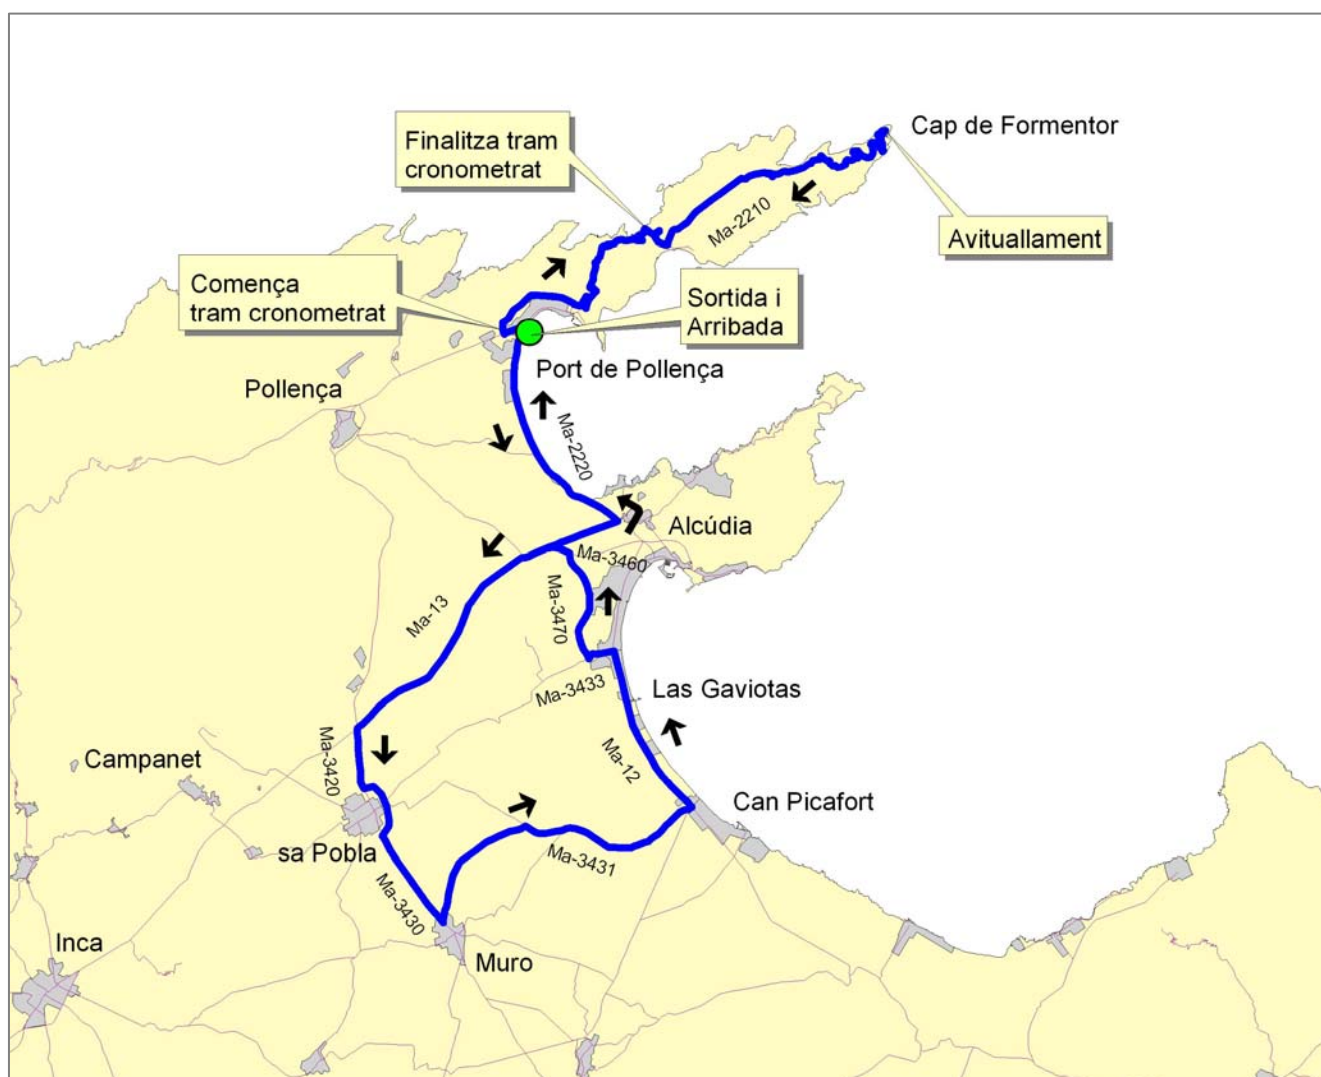 Cap de Formentor
Finalitza tram
cronometrat
Ma-2210
Avituallament
Comença
tram cronometrat
Sortida i
Arribada
Port de Pollença
Pollença
Ma-2220
Alcúdia
Ma-3460
Ma-13
Ma-3470
Ma-3433
Las Gaviotas
Ma-3420
Campanet
Ma-12
Can Picafort
sa Pobla
Ma-3431
Ma-3430
Inca
Muro